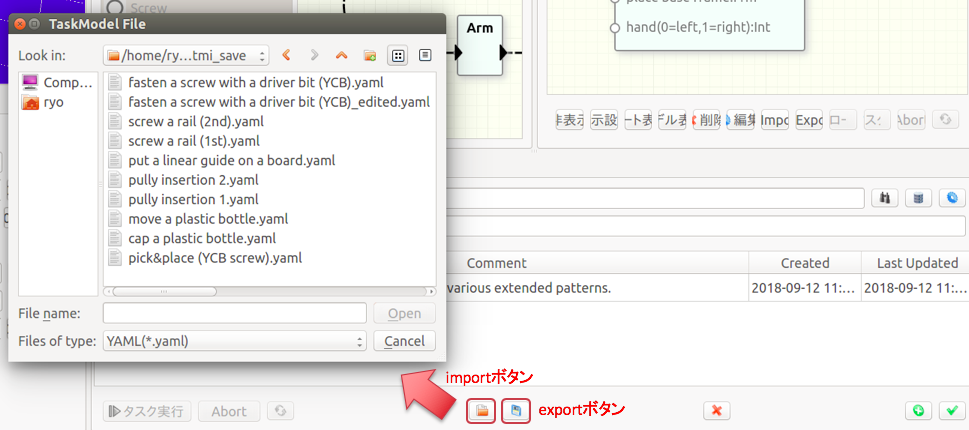 Screw
TaskModel File
Look in:
/home/ry...tmi_save
Comp...
ryo
fasten a screw with a driver bit (YCB).yaml
fasten a screw with a driver bit (YCB)_edited.yaml
screw a rail (2nd).yaml
screw a rail (1st).yaml
put a linear guide on a board.yaml
pully insertion 2.yaml
pully insertion 1.yaml
move a plastic bottle.yaml
cap a plastic bottle.yaml
pick&place (YCB screw).yaml
File name:
Open
Files of type:
YAML(*.yaml)
Cancel
Arm
hand(0=left,1=right):Int
非表示 示設 ート表 デル表 削除 編集 Impo Expo ロー スク Abort
Comment Created Last Updated
various extended patterns. 2018-09-12 11:... 2018-09-12 11:...
importボタン
exportボタン
タスク実行 Abort